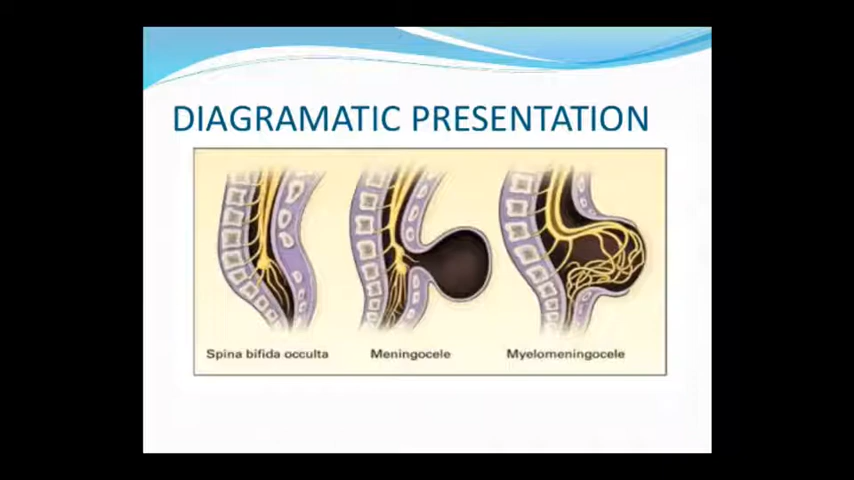 DIAGRAMATIC PRESENTATION
Spina bifida occulta Meningocele Myelomeningocele